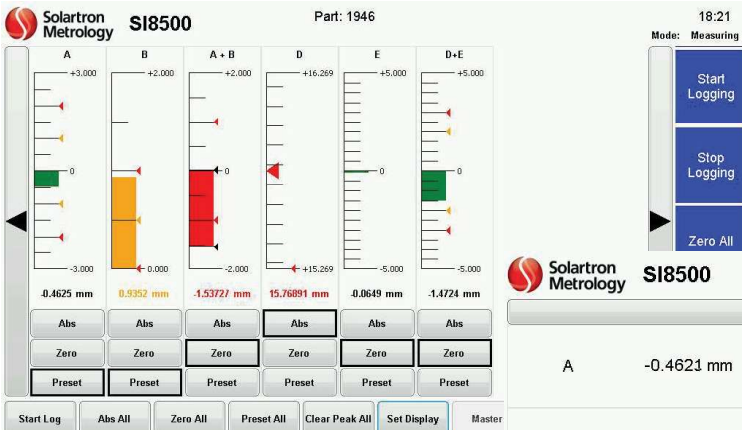 Solartron
Metrology
SI8500
Part: 1946
18:21
Mode: Measuring
A B A + B D E D+E
+3.000 +2.000 +2.000 +16.269 +5.000 +5.000
0 0 0 0
-3.000 0.000 -2.000 +15.269 -5.000 -5.000
-0.4625 mm 0.9352 mm -1.53727 mm 15.76891 mm -0.0649 mm -1.4724 mm
Abs Abs Abs Abs Abs Abs
Zero Zero Zero Zero Zero Zero
Preset Preset Preset Preset Preset Preset
Start Log Abs All Zero All Preset All Clear Peak All Set Display Master
Start
Logging
Stop
Logging
Zero All
Solartron
Metrology
SI8500
A -0.4621 mm